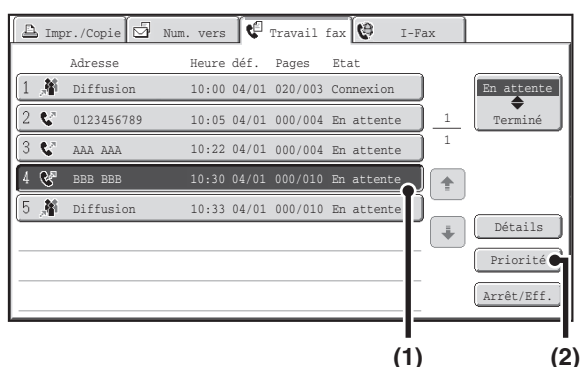 Impr./Copie Num. vers Travail fax I-Fax
Adresse Heure déf. Pages Etat
1 Diffusion 10:00 04/01 020/003 Connexion
2 0123456789 10:05 04/01 000/004 En attente
3 AAA AAA 10:22 04/01 000/004 En attente
4 BBB BBB 10:30 04/01 000/010 En attente
5 Diffusion 10:33 04/01 000/010 En attente
1
1
En attente
Terminé
Détails
Priorité
Arrêt/Eff.
(1) (2)